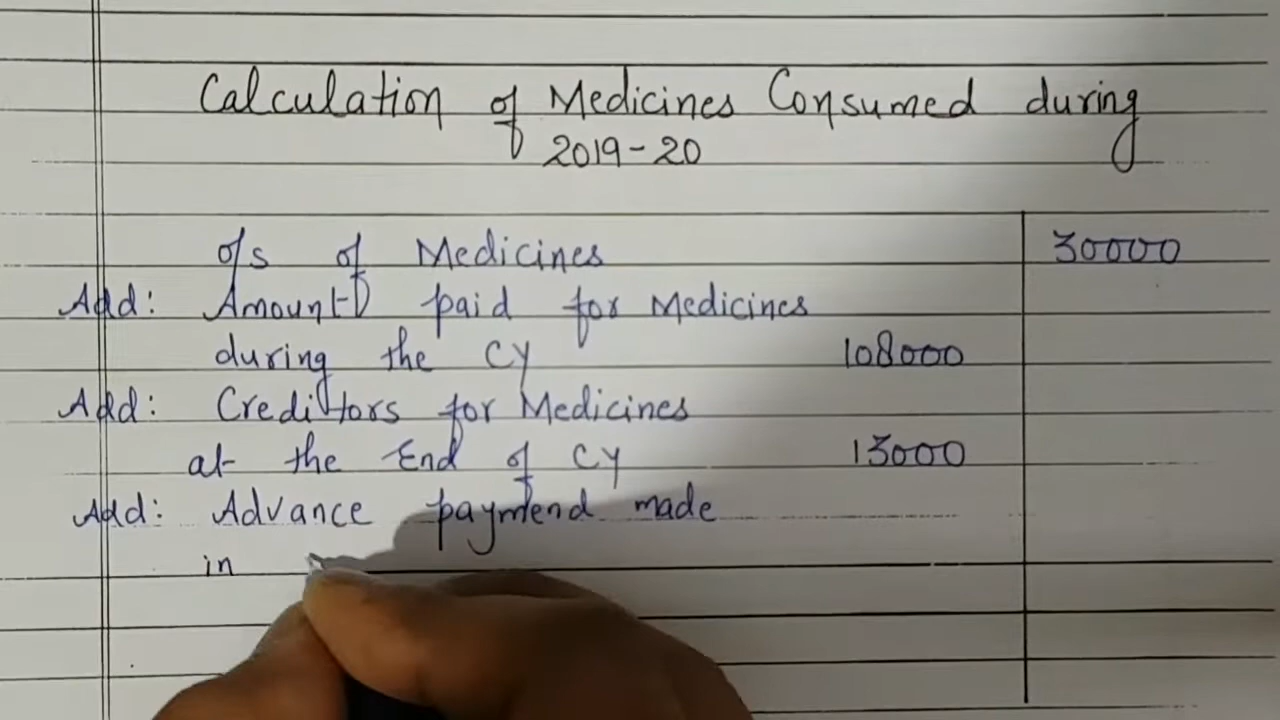 Calculation of Medicines Consumed during
2019-20
o/s of Medicines 30000
Add: Amount paid for Medicines
during the CY 108000
Add: Creditors for Medicines
at the End of CY 13000
Add: Advance paymend made
in